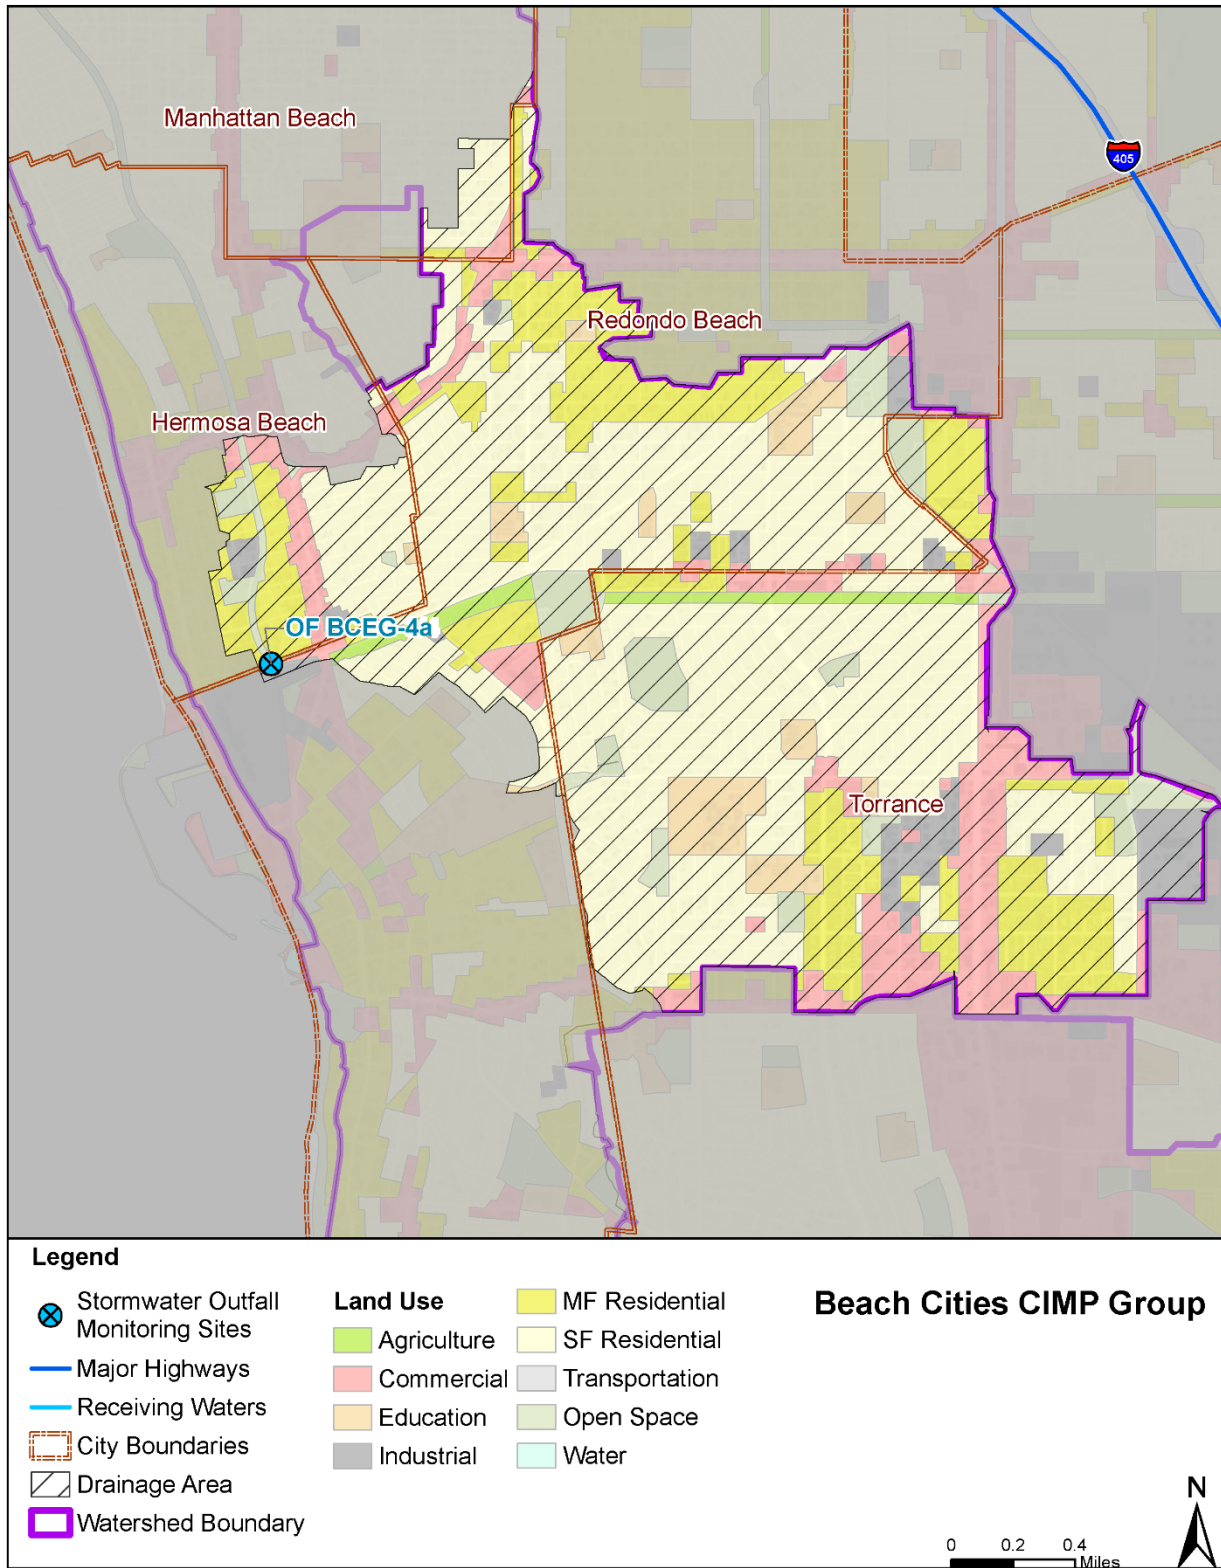 Manhattan Beach
405
Redondo Beach
Hermosa Beach
OF BCEG-4a
Torrance
Legend
Stormwater Outfall
Monitoring Sites
Major Highways
Receiving Waters
City Boundaries
Drainage Area
Watershed Boundary
Land Use
Agriculture
Commercial
Education
Industrial
MF Residential
SF Residential
Transportation
Open Space
Water
Beach Cities CIMP Group
N
0 0.2 0.4
Miles